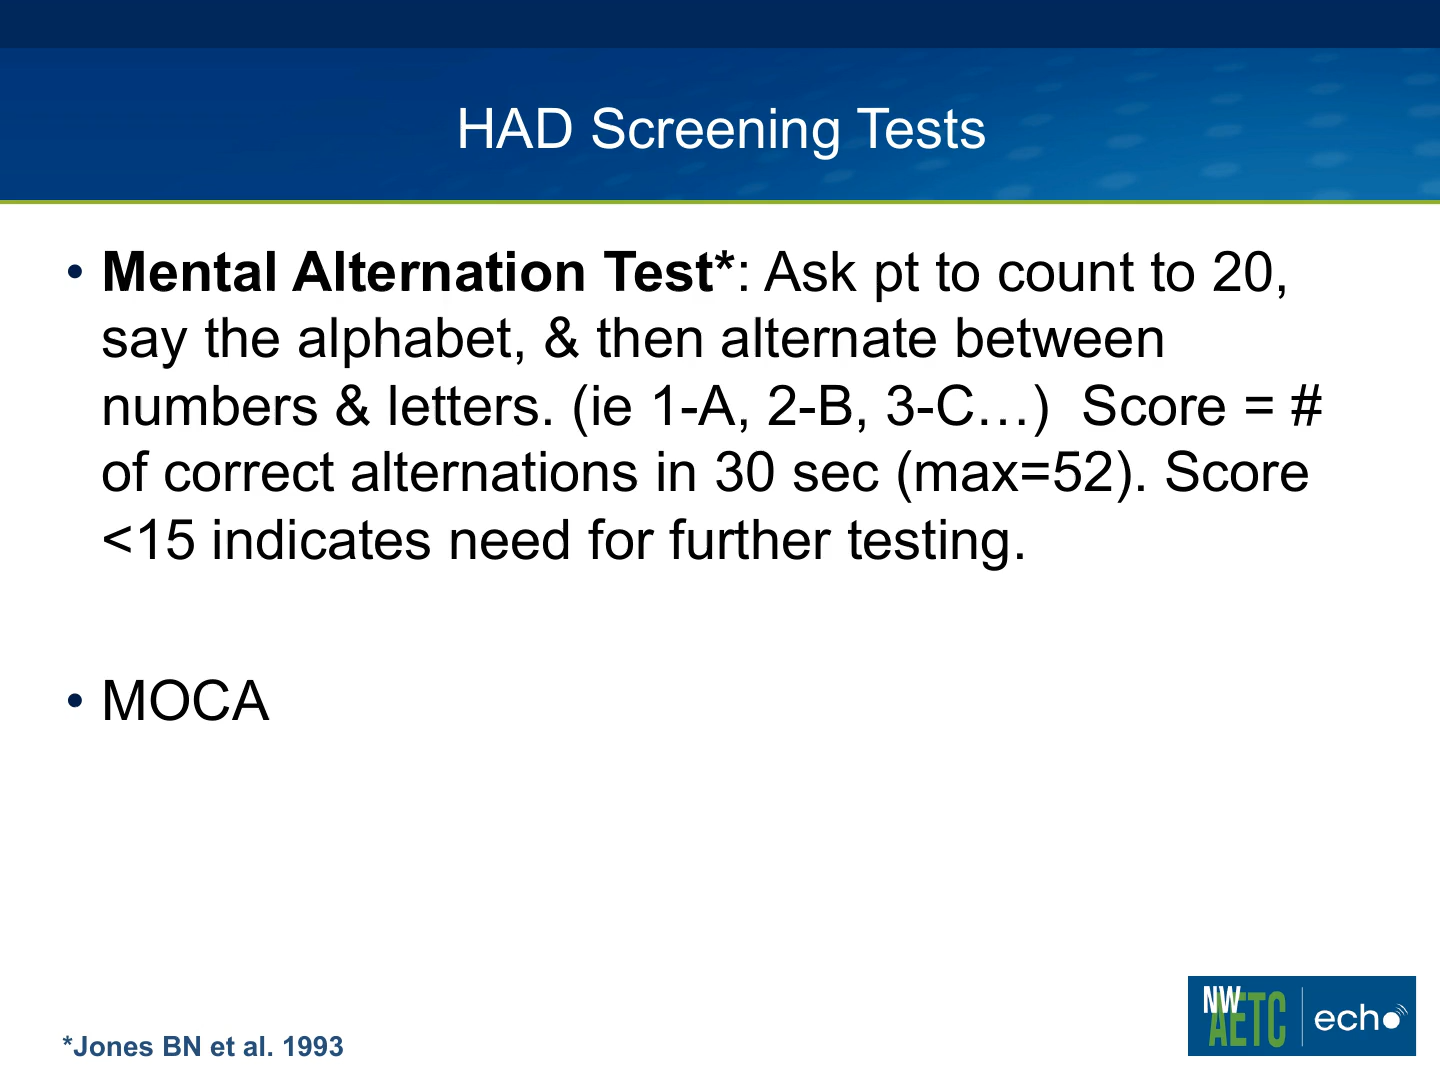 HAD Screening Tests
• Mental Alternation Test*: Ask pt to count to 20,
say the alphabet, & then alternate between
numbers & letters. (ie 1-A, 2-B, 3-C…)  Score = #
of correct alternations in 30 sec (max=52). Score
<15 indicates need for further testing.
• MOCA
*Jones BN et al. 1993
NW
AETC
echo